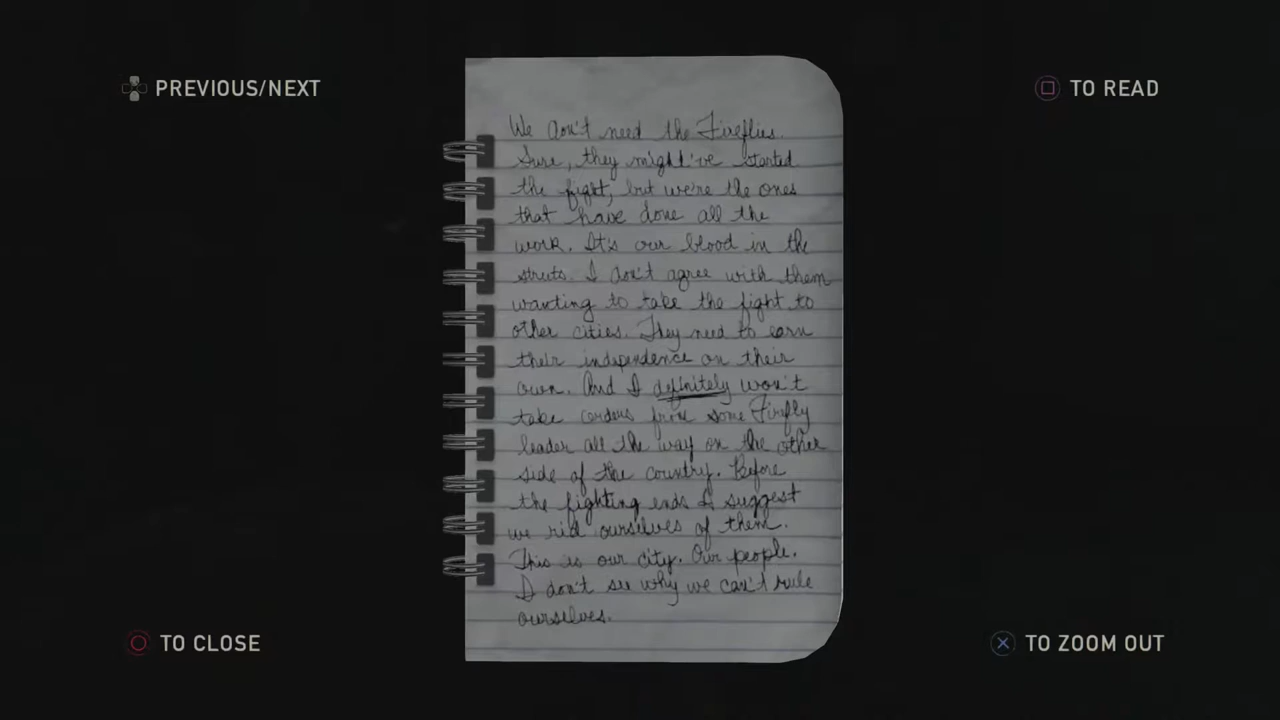 PREVIOUS/NEXT
TO READ
We don't need the Fireflies.
Sure, they might've started
the fight, but we're the ones
that have done all the
work. It's our blood in the
streets. I don't agree with them
wanting to take the fight to
other cities. They need to earn
their independence on their
own. And I definitely won't
take orders from some Firefly
leader all the way on the other
side of the country. Before
the fighting ends I suggest
we rid ourselves of them.
This is our city. Our people.
I don't see why we can't rule
ourselves.
TO CLOSE
TO ZOOM OUT